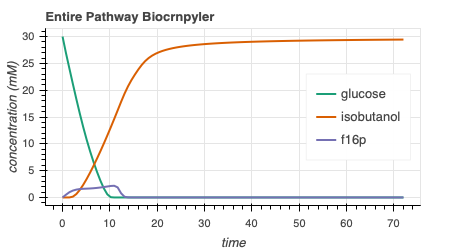 Entire Pathway Biocrnpyler
concentration (mM)
30
25
20
15
10
5
0
glucose
isobutanol
f16p
0 10 20 30 40 50 60 70
time